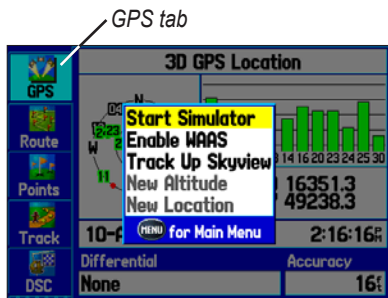 GPS tab
3D GPS Location
GPS
Route
Points
Track
DSC
N
W
Start Simulator
Enable WAAS
Track Up Skyview
New Altitude
New Location
MENU for Main Menu
14 16 20 23 24 25 30
16351.3
49238.3
2:16:16
Differential
Accuracy
None
16